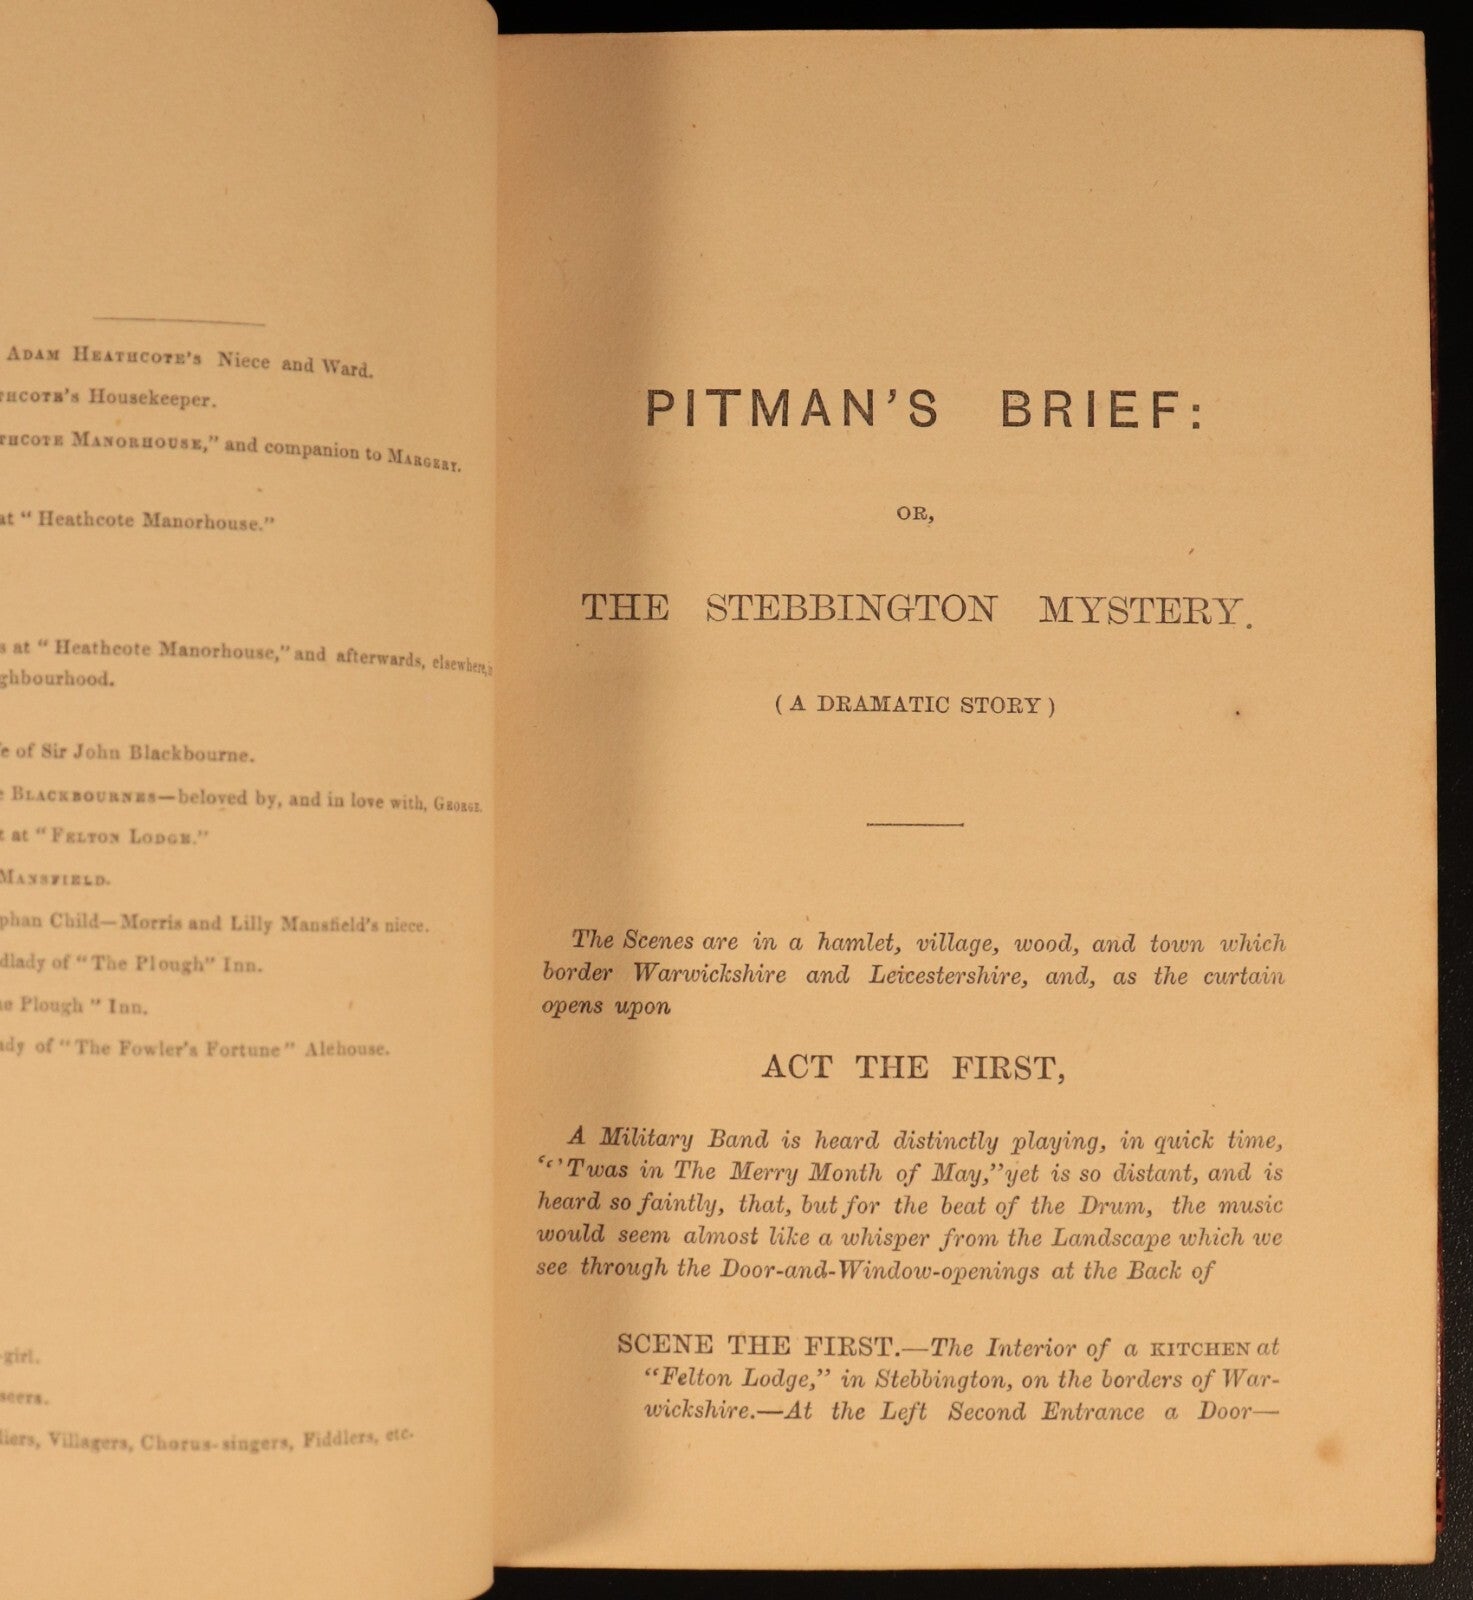 ADAM HEATHCOTE'S Niece and Ward.
Housekeeper.
MANORHOUSE," and companion to MARGERY.
at " Heathcote Manorhouse."
at " Heathcote Manorhouse," and afterwards, elsewhere,
of Sir John Blackbourne.
BLACKBOURNES—beloved by, and in love with, GEORGE.
at " FELTON LODGE."
MANSFIELD.
Child—Morris and Lilly Mansfield's niece.
of " The Plough" Inn.
Plough " Inn.
of " The Fowler's Fortune " Alehouse.
Villagers, Chorus-singers, Fiddlers, etc.
PITMAN'S BRIEF:
OR,
THE STEBBINGTON MYSTERY.
( A DRAMATIC STORY )
The Scenes are in a hamlet, village, wood, and town which
border Warwickshire and Leicestershire, and, as the curtain
opens upon
ACT THE FIRST,
A Military Band is heard distinctly playing, in quick time,
“‘’Twas in The Merry Month of May,” yet is so distant, and is
heard so faintly, that, but for the beat of the Drum, the music
would seem almost like a whisper from the Landscape which we
see through the Door-and-Window-openings at the Back of
SCENE THE FIRST.—The Interior of a KITCHEN at
“Felton Lodge,” in Stebbington, on the borders of War-
wickshire.—At the Left Second Entrance a Door—